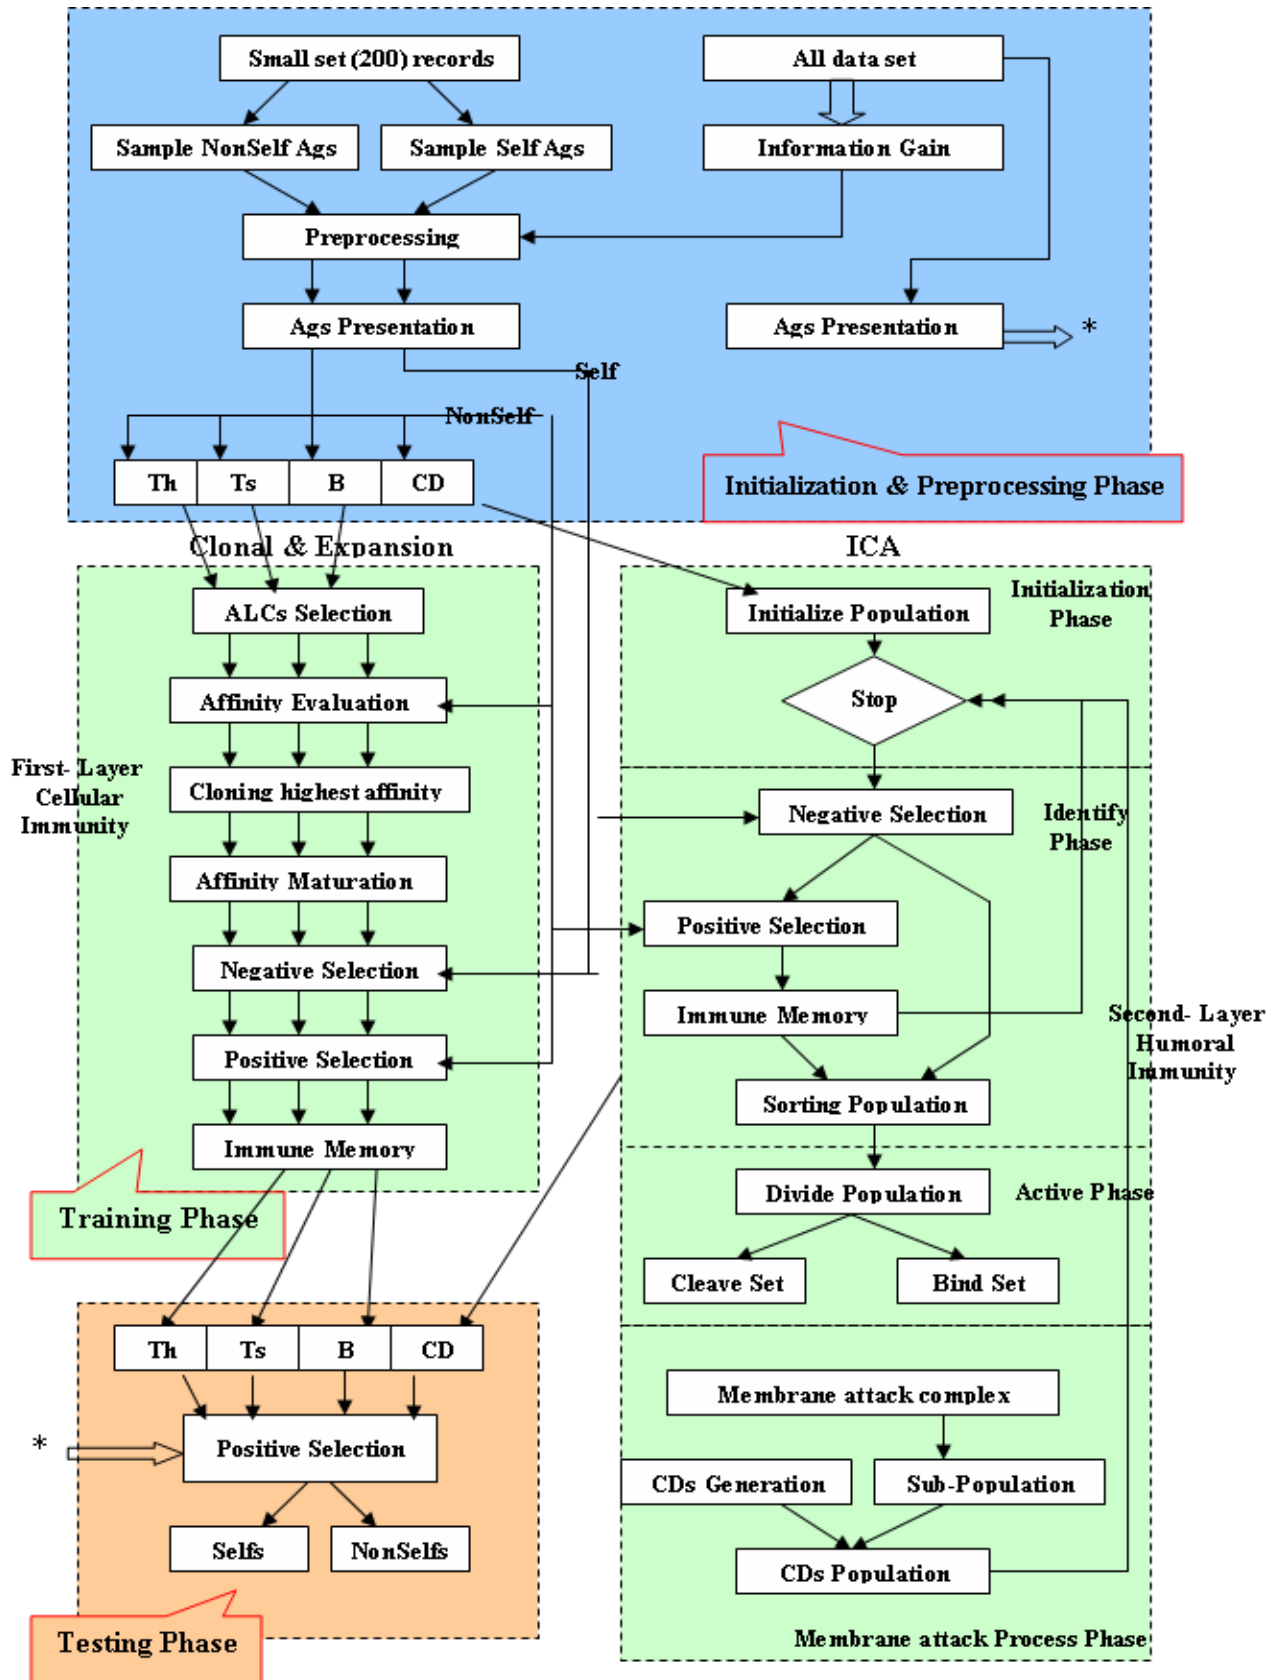 Small set (200) records
All data set
Sample NonSelf Ags
Sample Self Ags
Information Gain
Preprocessing
Ags Presentation
Ags Presentation
*
Self
NonSelf
Th
Ts
B
CD
Initialization & Preprocessing Phase
Clonal & Expansion
ICA
ALCs Selection
Initialize Population
Initialization
Phase
Affinity Evaluation
Stop
First- Layer
Cellular
Immunity
Cloning highest affinity
Negative Selection
Identify
Phase
Affinity Maturation
Positive Selection
Negative Selection
Immune Memory
Second- Layer
Humoral
Immunity
Positive Selection
Sorting Population
Immune Memory
Divide Population
Active Phase
Training Phase
Cleave Set
Bind Set
Th
Ts
B
CD
Membrane attack complex
*
Positive Selection
CDs Generation
Sub-Population
Selfs
NonSelfs
CDs Population
Testing Phase
Membrane attack Process Phase